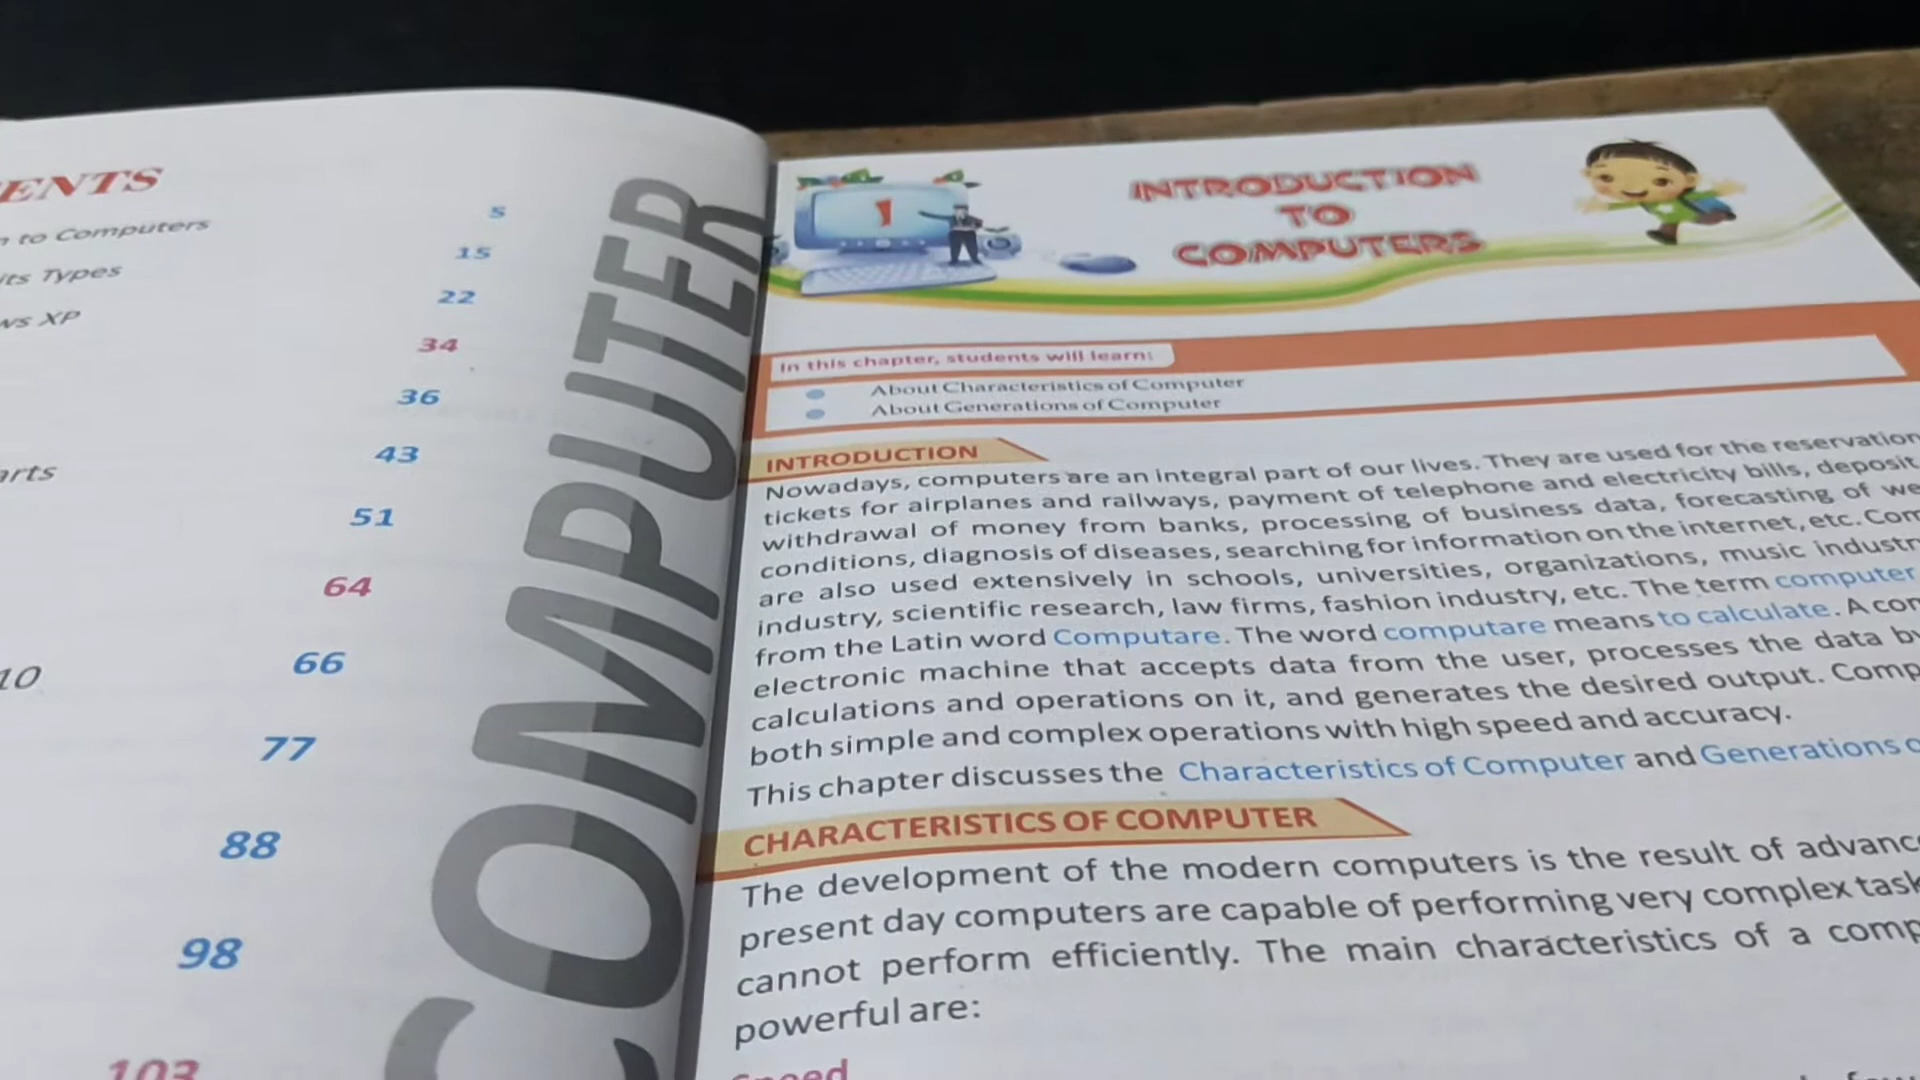 ENTS
to Computers 5
its Types 15
ws XP 22
34
36
arts 43
51
64
10 66
77
88
98
103
COMPUTER
1
INTRODUCTION
TO
COMPUTERS
In this chapter, students will learn:
About Characteristics of Computer
About Generations of Computer
INTRODUCTION
Nowadays, computers are an integral part of our lives. They are used for the reservation
tickets for airplanes and railways, payment of telephone and electricity bills, deposit
withdrawal of money from banks, processing of business data, forecasting of we
conditions, diagnosis of diseases, searching for information on the internet, etc. Com
are also used extensively in schools, universities, organizations, music industr
industry, scientific research, law firms, fashion industry, etc. The term computer
from the Latin word Computare. The word computare means to calculate. A com
electronic machine that accepts data from the user, processes the data by
calculations and operations on it, and generates the desired output. Comp
both simple and complex operations with high speed and accuracy.
This chapter discusses the Characteristics of Computer and Generations o
CHARACTERISTICS OF COMPUTER
The development of the modern computers is the result of advanc
present day computers are capable of performing very complex task
cannot perform efficiently. The main characteristics of a comp
powerful are:
Speed